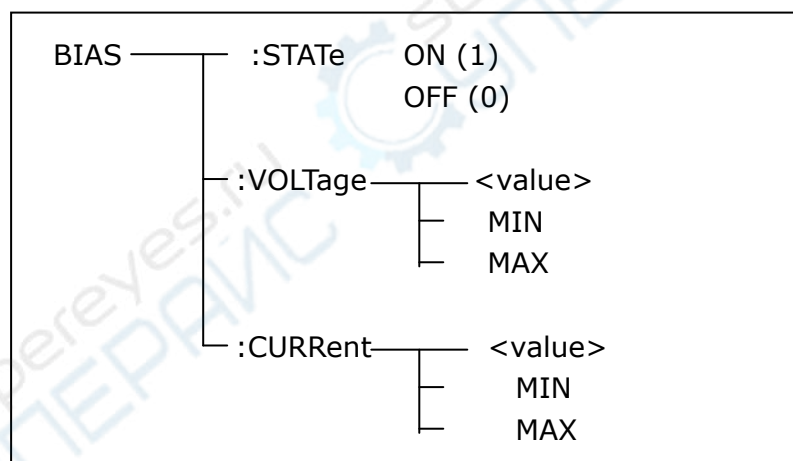 BIAS :STATe ON (1)
OFF (0)
:VOLTage <value>
MIN
MAX
:CURRent <value>
MIN
MAX